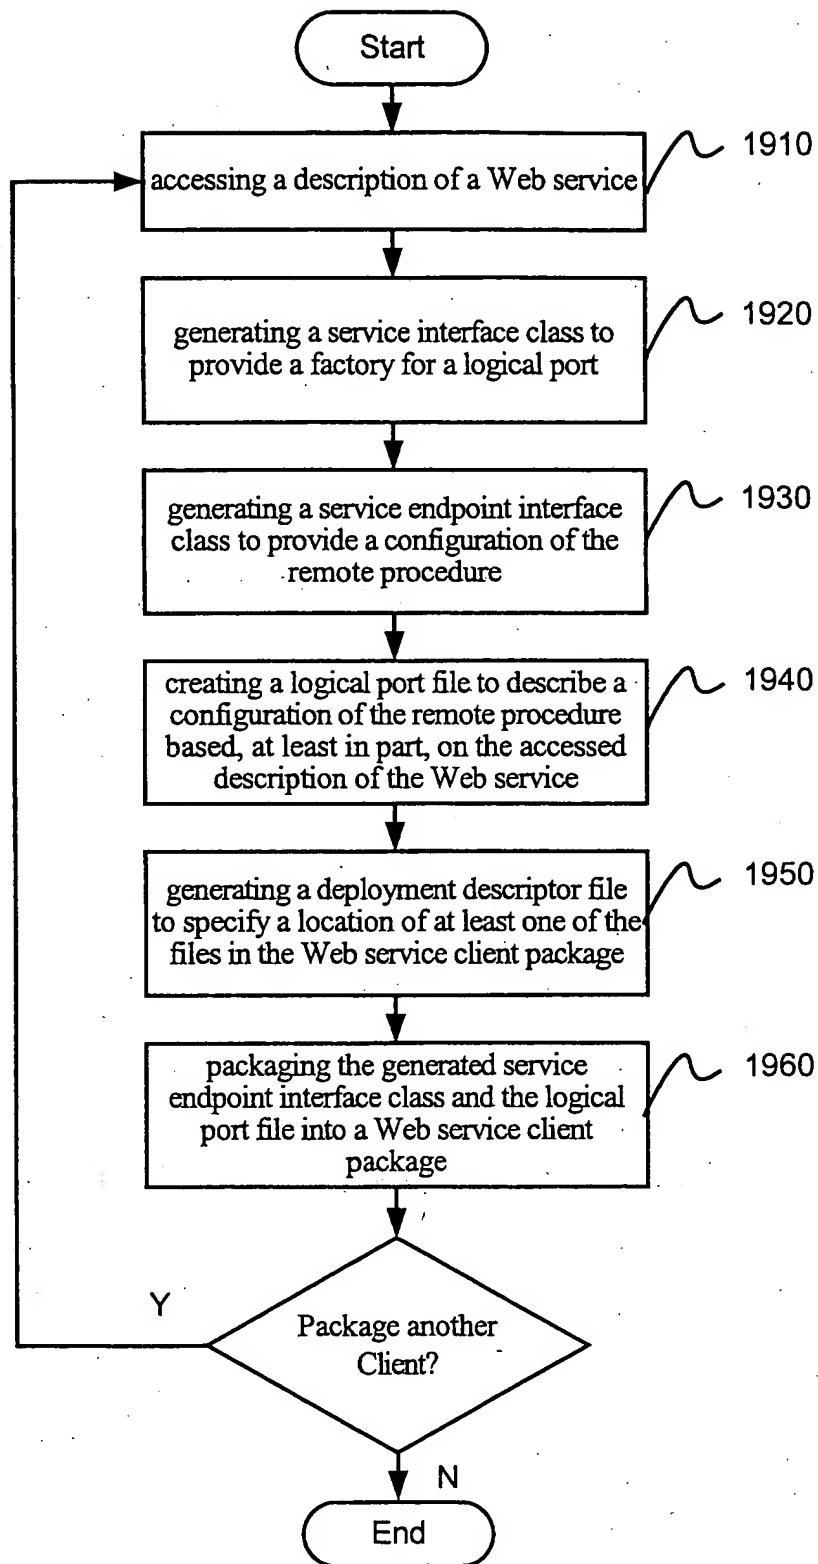 Start
1910
accessing a description of a Web service
1920
generating a service interface class to
provide a factory for a logical port
1930
generating a service endpoint interface
class to provide a configuration of the
remote procedure
1940
creating a logical port file to describe a
configuration of the remote procedure
based, at least in part, on the accessed
description of the Web service
1950
generating a deployment descriptor file
to specify a location of at least one of the
files in the Web service client package
1960
packaging the generated service
endpoint interface class and the logical
port file into a Web service client
package
Y
Package another
Client?
N
End